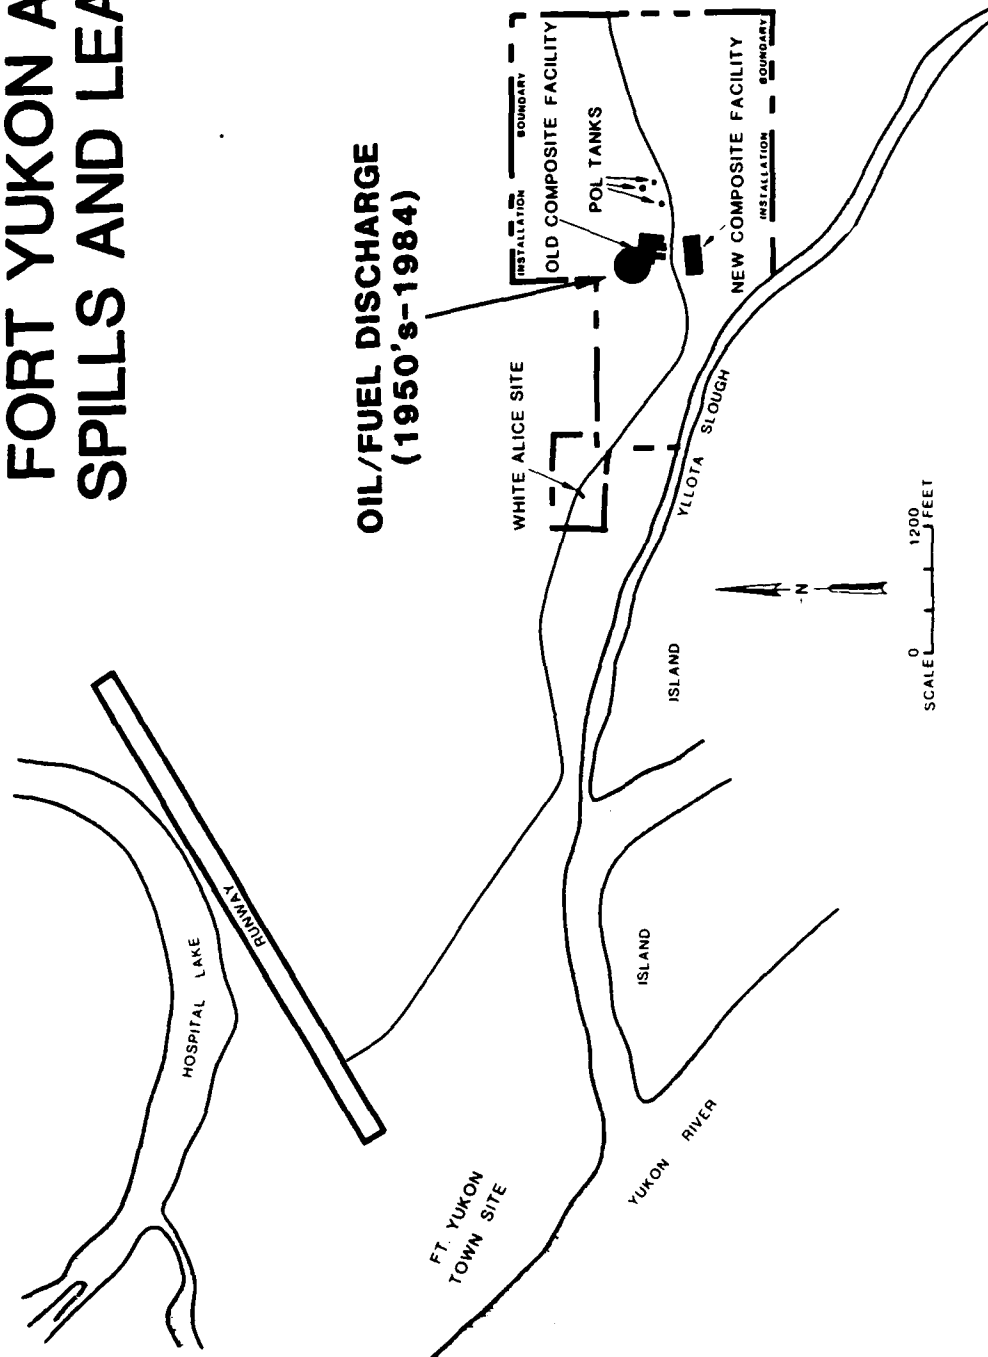 FORT YUKON A
SPILLS AND LEA
OIL/FUEL DISCHARGE
(1950's-1984)
INSTALLATION BOUNDARY
OLD COMPOSITE FACILITY
POL TANKS
NEW COMPOSITE FACILITY
INSTALLATION BOUNDARY
WHITE ALICE SITE
YLLOTA SLOUGH
HOSPITAL LAKE
RUNWAY
ISLAND
ISLAND
FT. YUKON
TOWN SITE
YUKON RIVER
N
SCALE 0 1200 FEET